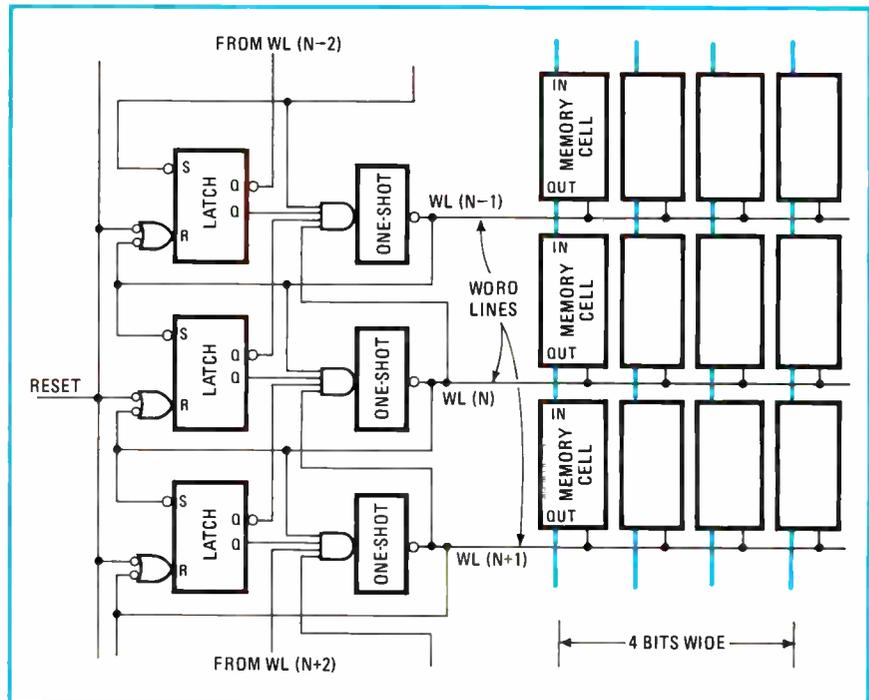 FROM WL (N−2)
S
LATCH
Q
Q
R
ONE-SHOT
WL (N−1)
IN
MEMORY CELL
OUT
S
LATCH
Q
Q
R
ONE-SHOT
WORD
LINES
WL (N)
IN
MEMORY CELL
OUT
RESET
S
LATCH
Q
Q
R
ONE-SHOT
WL (N+1)
IN
MEMORY CELL
OUT
FROM WL (N+2)
4 BITS WIDE